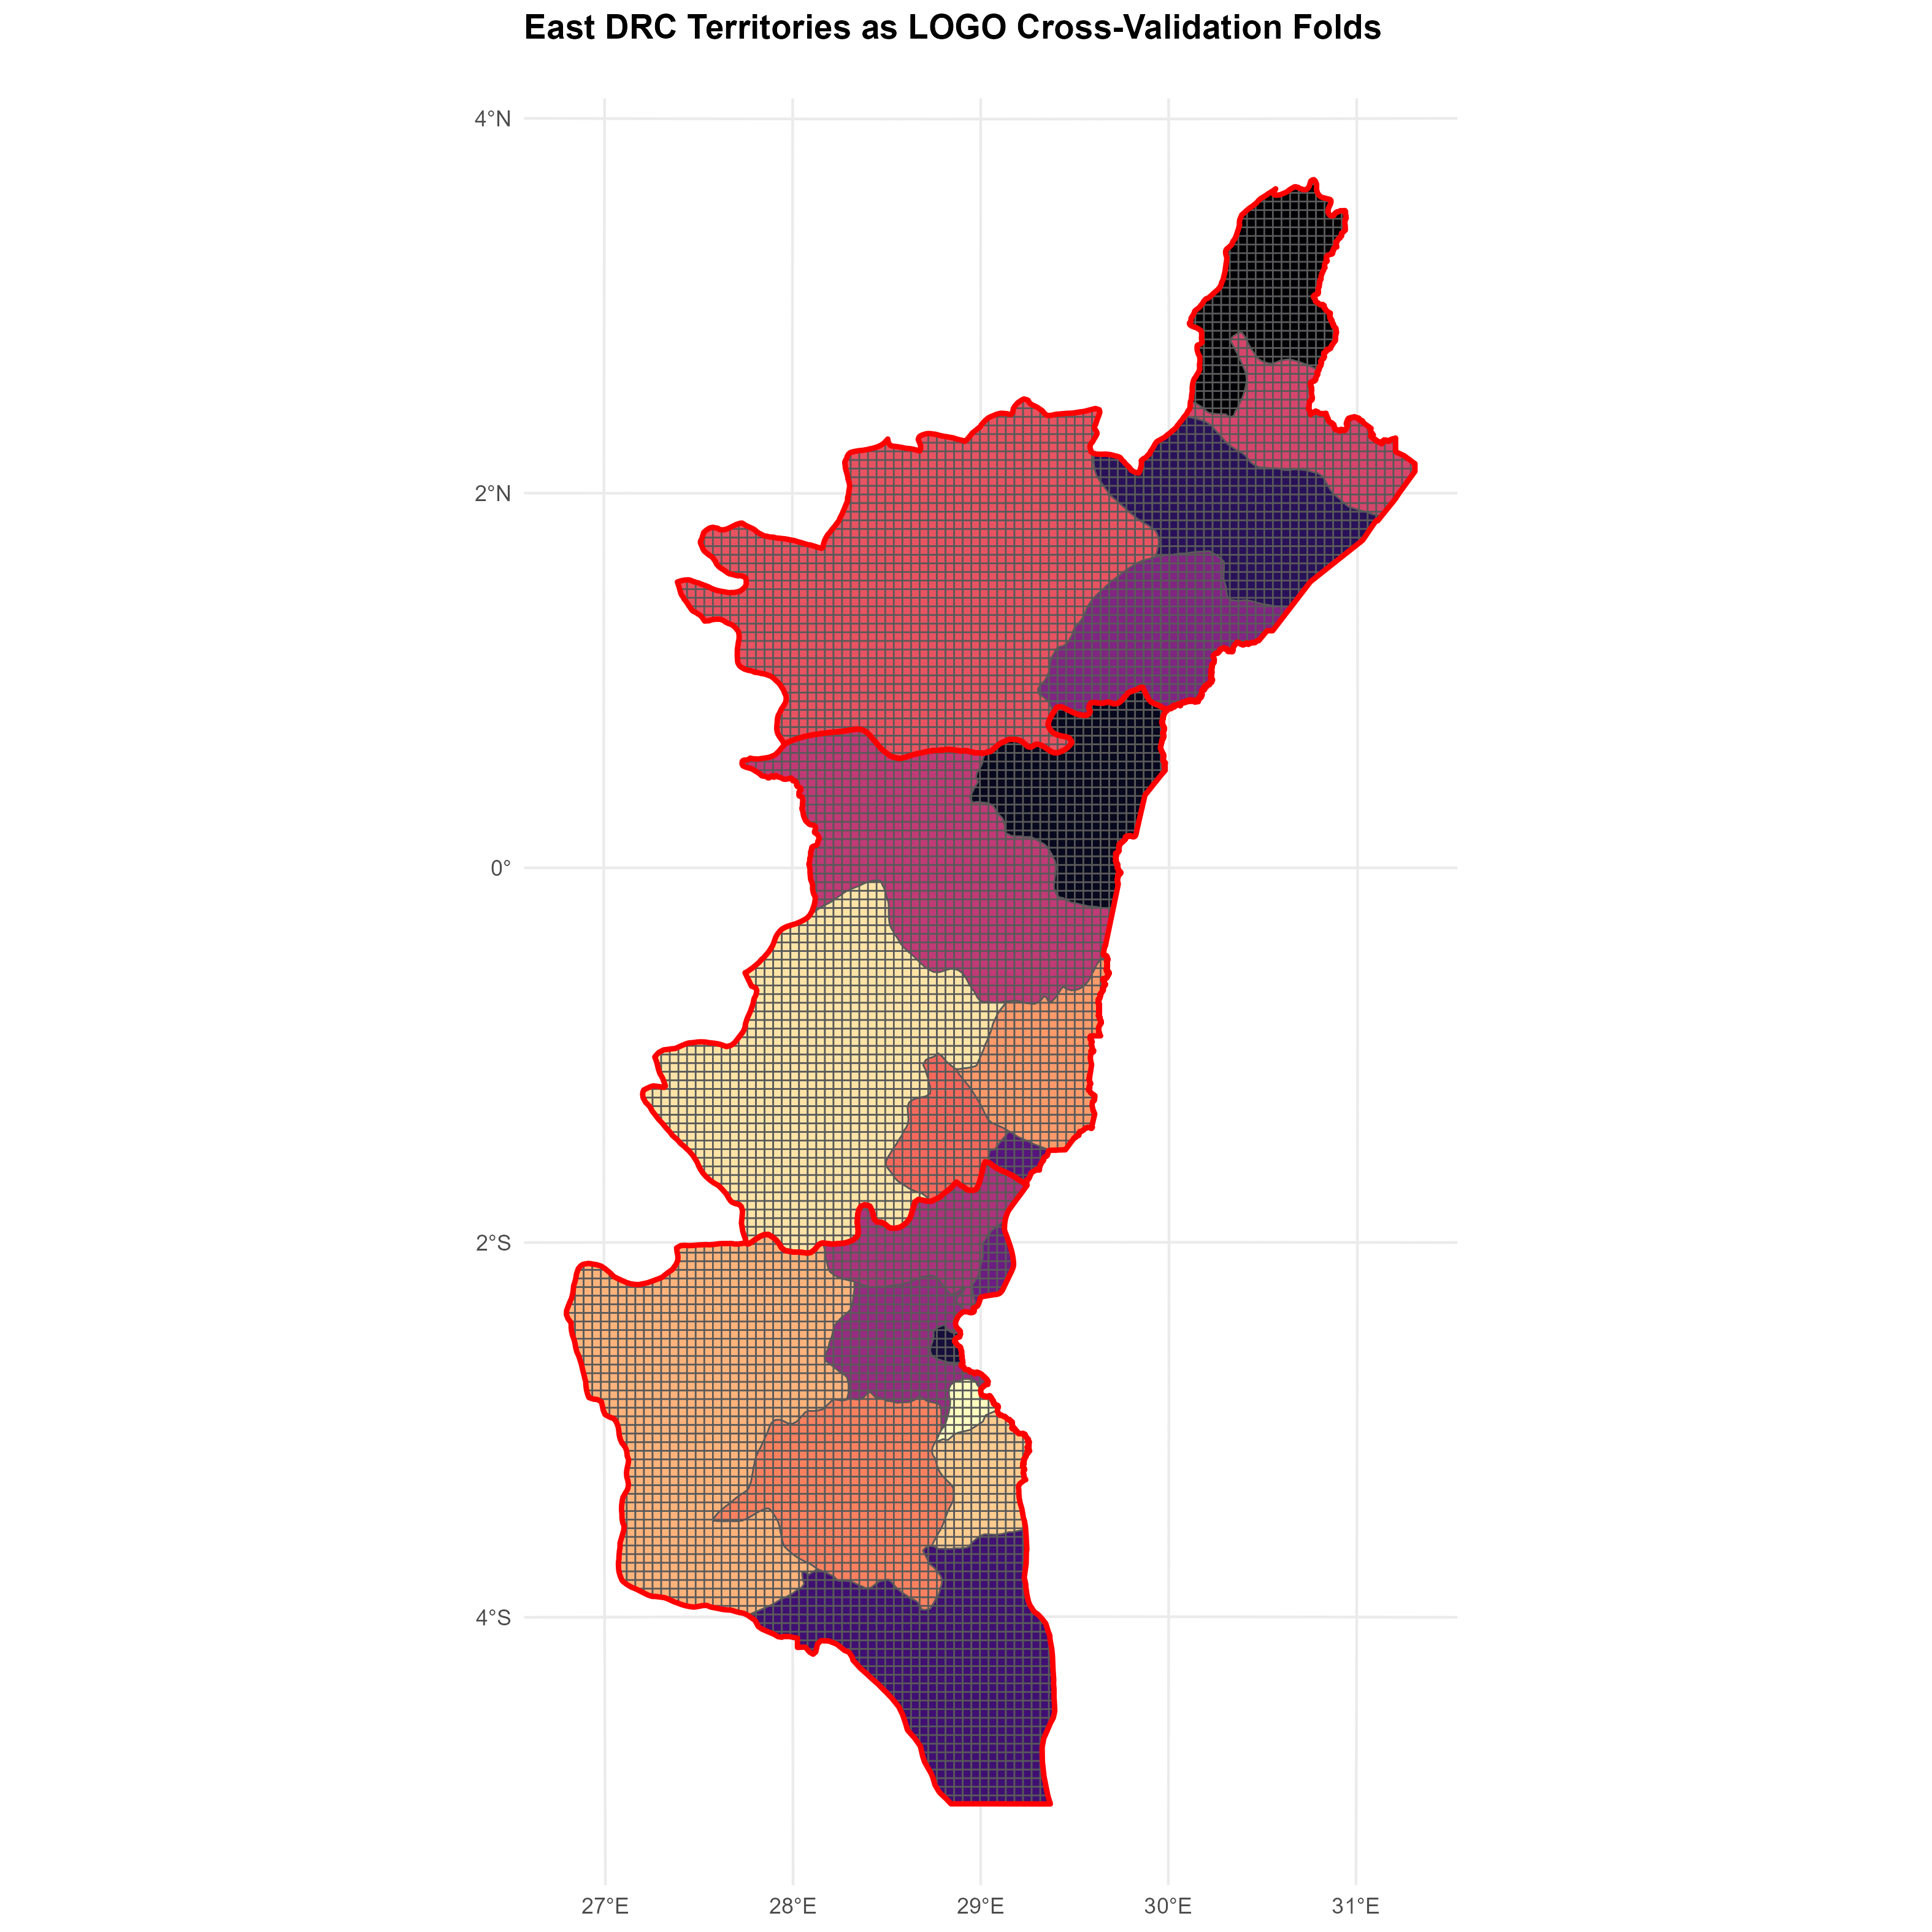 East DRC Territories as LOGO Cross-Validation Folds
4°N
2°N
0°
2°S
4°S
27°E
28°E
29°E
30°E
31°E